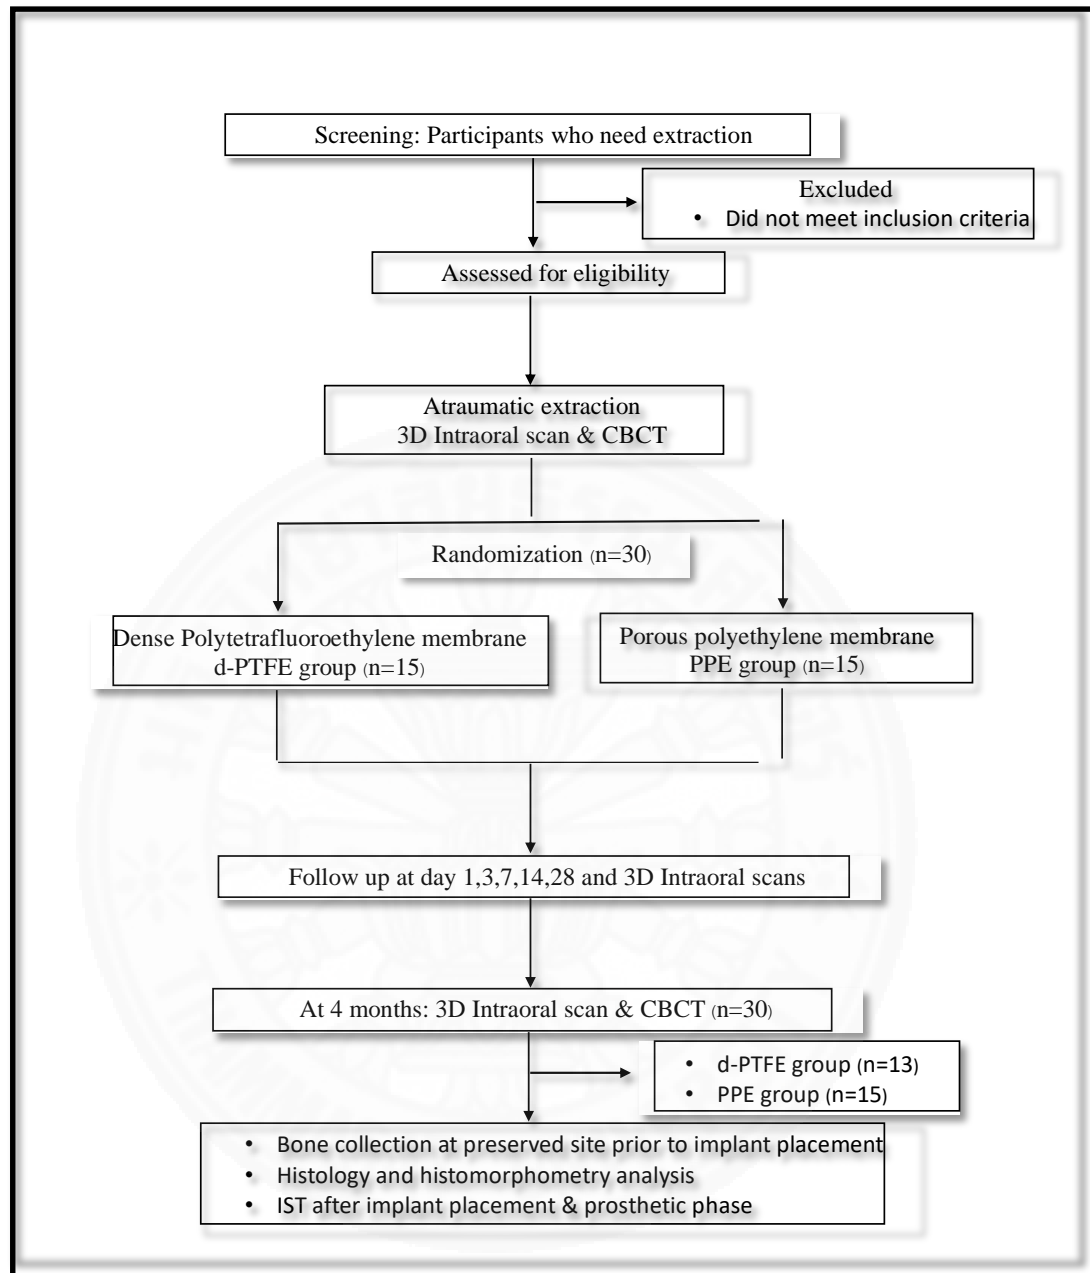 Screening: Participants who need extraction
Excluded
• Did not meet inclusion criteria
Assessed for eligibility
Atraumatic extraction
3D Intraoral scan & CBCT
Randomization (n=30)
Dense Polytetrafluoroethylene membrane
d-PTFE group (n=15)
Porous polyethylene membrane
PPE group (n=15)
Follow up at day 1,3,7,14,28 and 3D Intraoral scans
At 4 months: 3D Intraoral scan & CBCT (n=30)
• d-PTFE group (n=13)
• PPE group (n=15)
• Bone collection at preserved site prior to implant placement
• Histology and histomorphometry analysis
• IST after implant placement & prosthetic phase